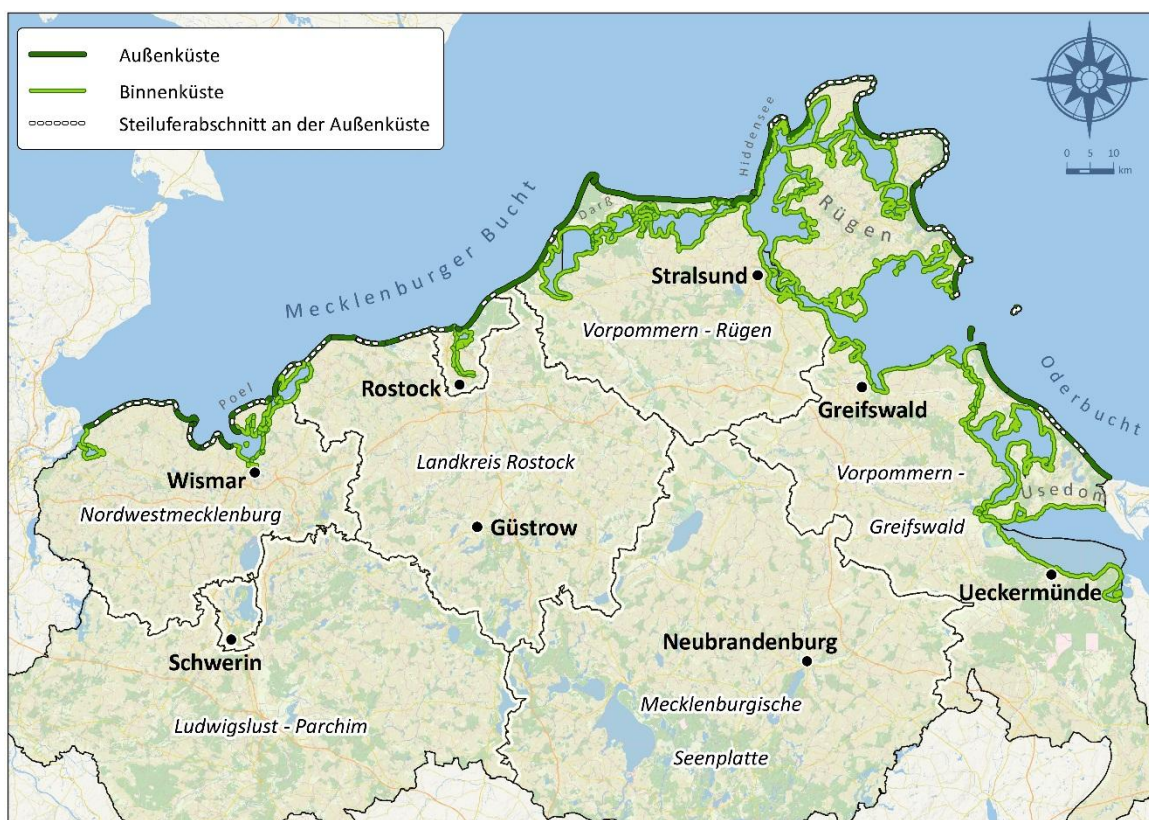 Außenküste
Binnenküste
Steiluferabschnitt an der Außenküste
0 5 10
km
Hiddensee
Darß
Rügen
Mecklenburger Bucht
Stralsund
Vorpommern - Rügen
Oderbucht
Poel
Rostock
Greifswald
Landkreis Rostock
Vorpommern -
Wismar
Usedom
Nordwestmecklenburg
Güstrow
Greifswald
Ueckermünde
Schwerin
Neubrandenburg
Mecklenburgische
Ludwigslust - Parchim
Seenplatte